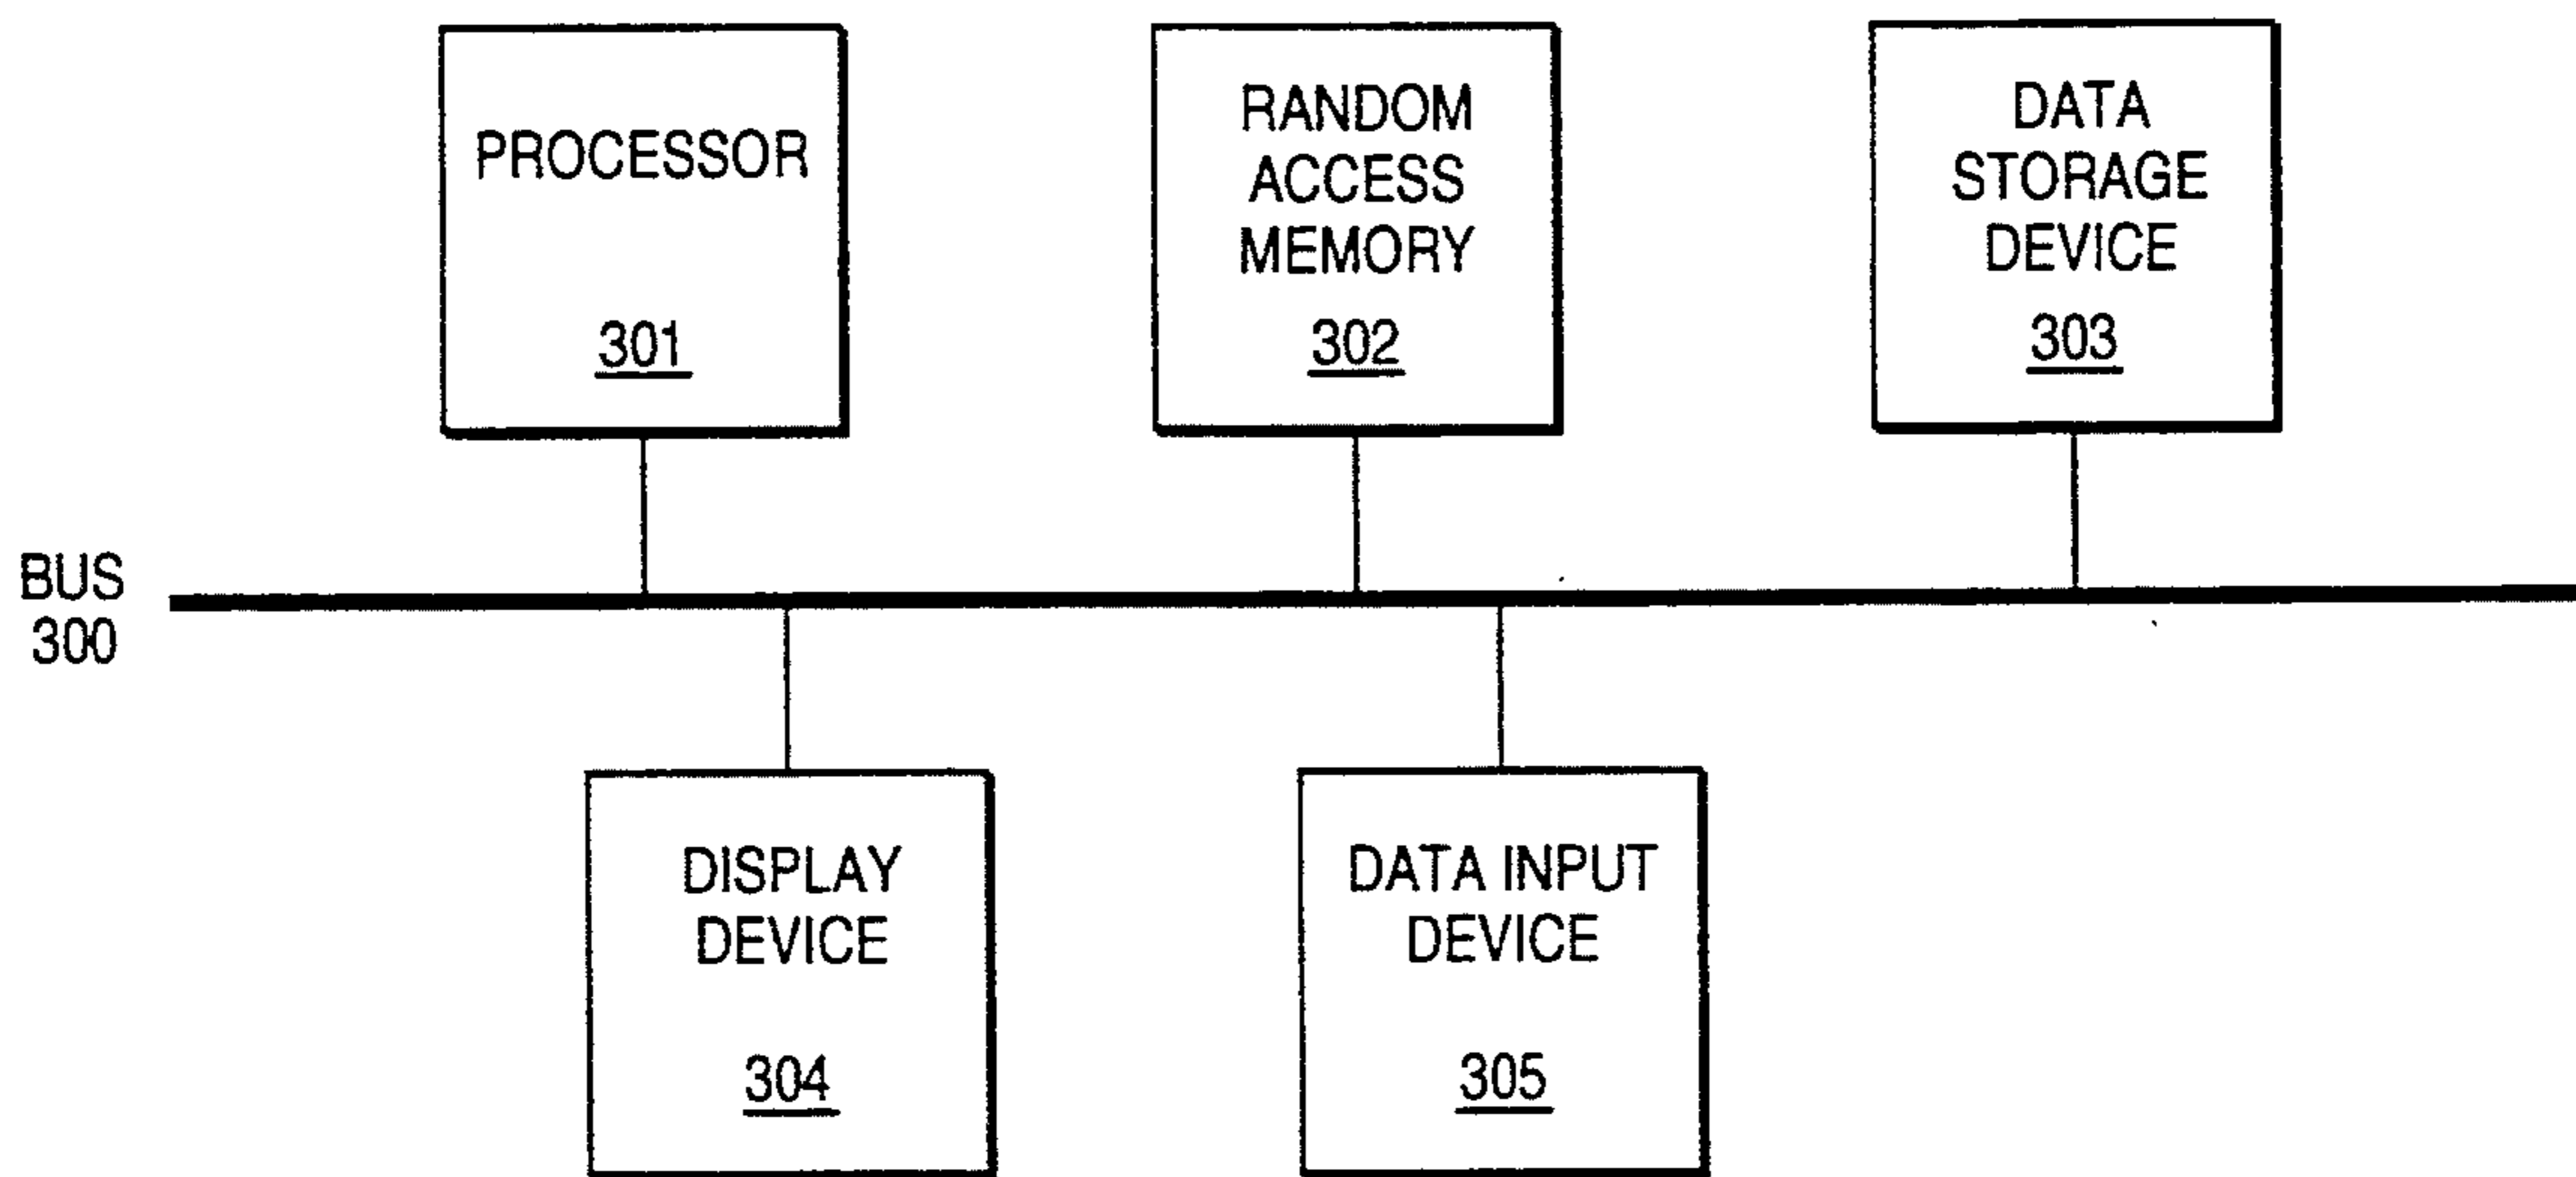 PROCESSOR
301
RANDOM
ACCESS
MEMORY
302
DATA
STORAGE
DEVICE
303
BUS
300
DISPLAY
DEVICE
304
DATA INPUT
DEVICE
305